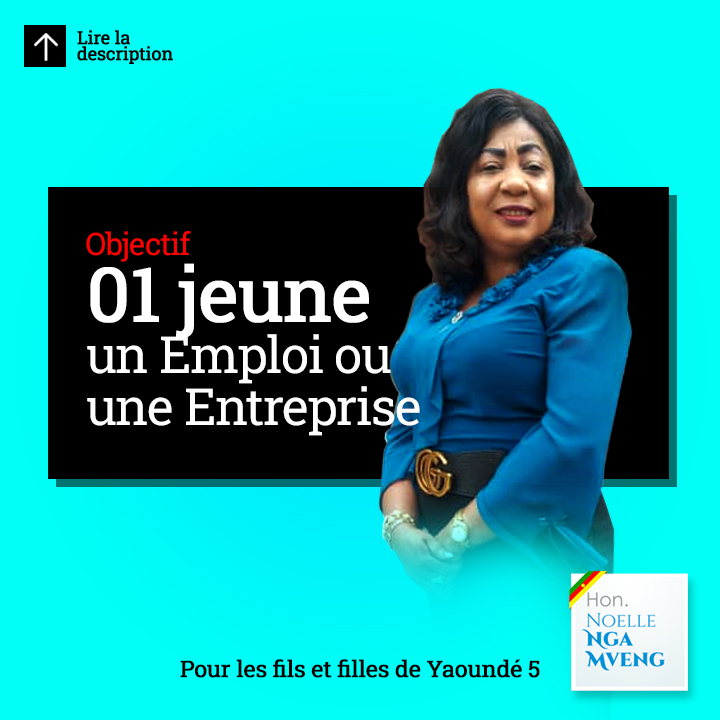 Lire la
description
Objectif
01 jeune
un Emploi ou
une Entreprise
Hon.
NOELLE
NGA
MVENG
Pour les fils et filles de Yaoundé 5